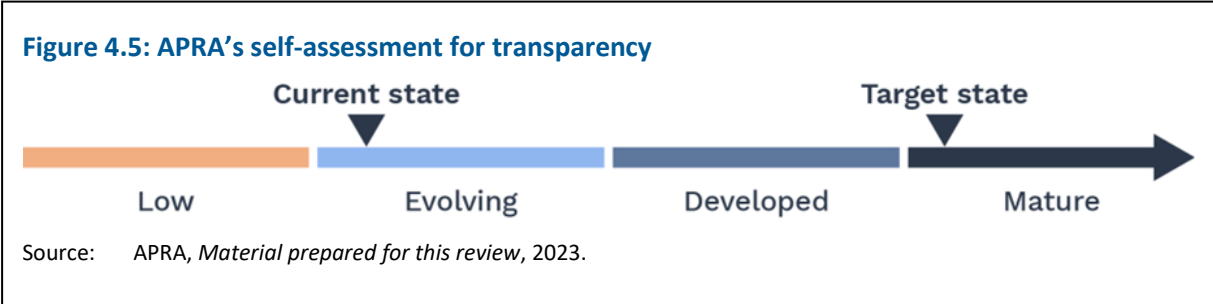 Figure 4.5: APRA’s self-assessment for transparency
Current state Target state
Low Evolving Developed Mature
Source: APRA, Material prepared for this review, 2023.